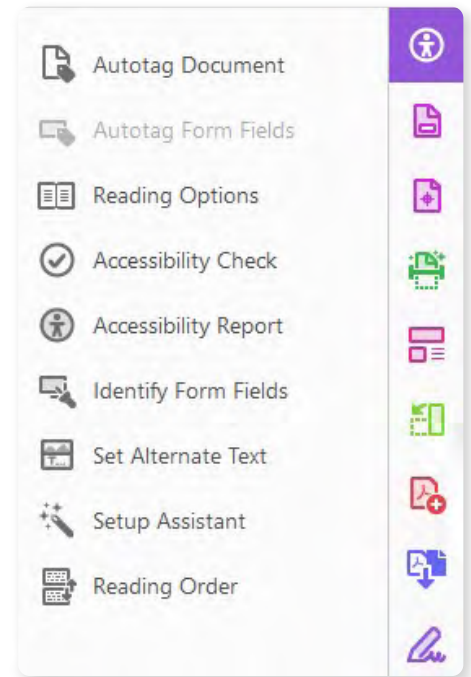 Autotag Document
Autotag Form Fields
Reading Options
Accessibility Check
Accessibility Report
Identify Form Fields
Set Alternate Text
Setup Assistant
Reading Order